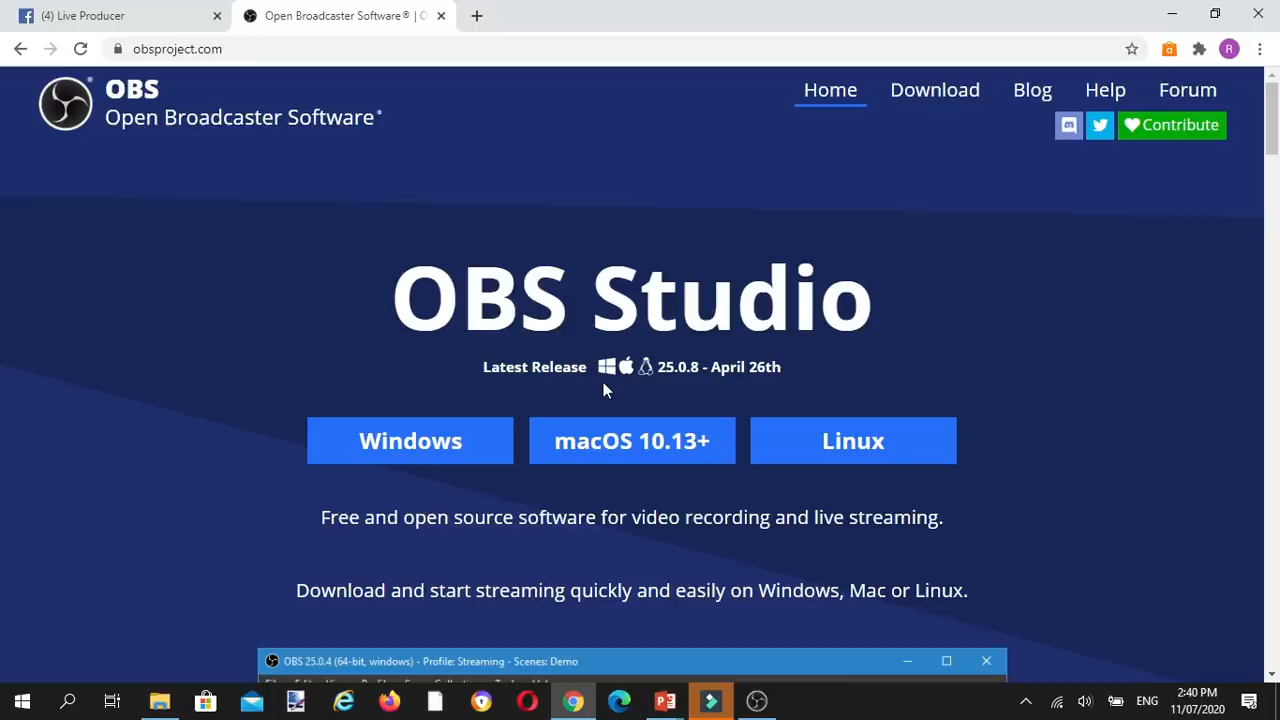 (4) Live Producer
Open Broadcaster Software® | O
obsproject.com
R
OBS
Open Broadcaster Software
Home
Download
Blog
Help
Forum
Contribute
OBS Studio
Latest Release 25.0.8 - April 26th
Windows
macOS 10.13+
Linux
Free and open source software for video recording and live streaming.
Download and start streaming quickly and easily on Windows, Mac or Linux.
OBS 25.0.4 (64-bit, windows) - Profile: Streaming - Scenes: Demo
ENG
2:40 PM
11/07/2020